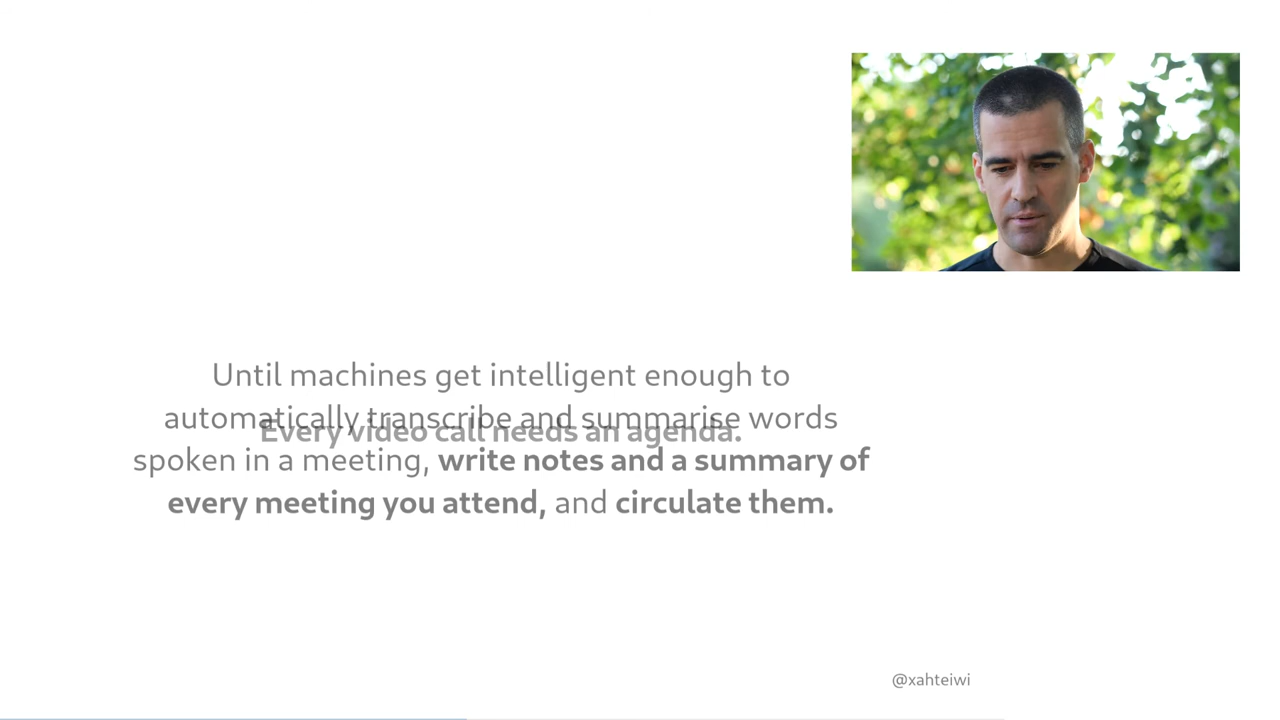 Until machines get intelligent enough to
automatically transcribe and summarise words
Every video call needs an agenda.
spoken in a meeting, write notes and a summary of
every meeting you attend, and circulate them.
@xahteiwi